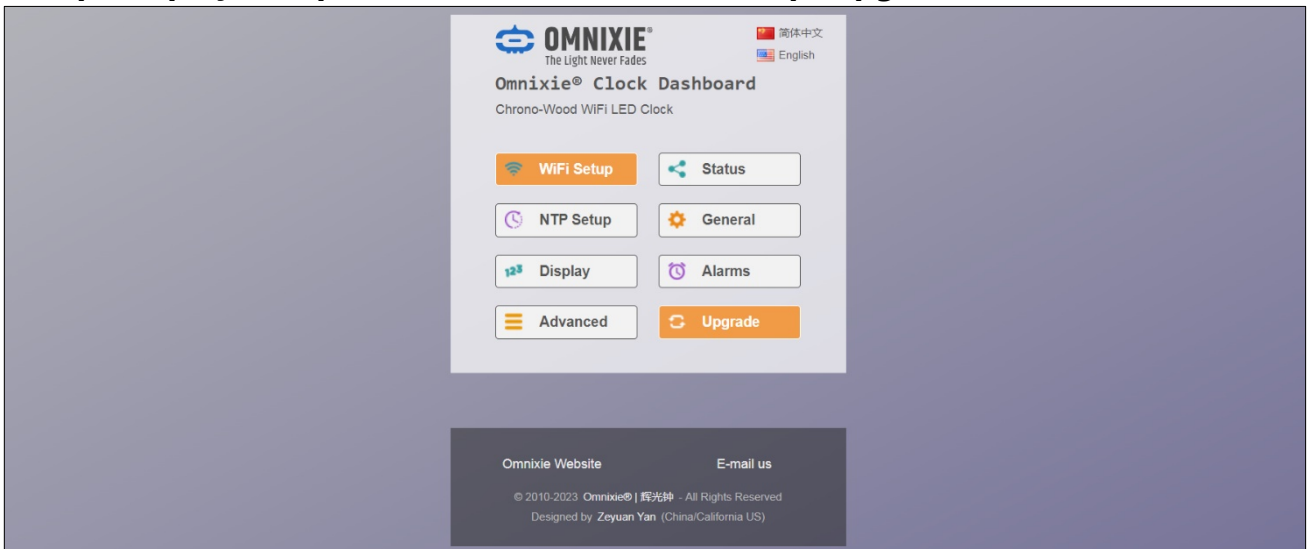 OMNIXIE®
The Light Never Fades
简体中文
English
Omnixie® Clock Dashboard
Chrono-Wood WiFi LED Clock
WiFi Setup
Status
NTP Setup
General
123 Display
Alarms
Advanced
Upgrade
Omnixie Website
E-mail us
© 2010-2023 Omnixie® | 辉光钟 - All Rights Reserved
Designed by Zeyuan Yan (China/California US)